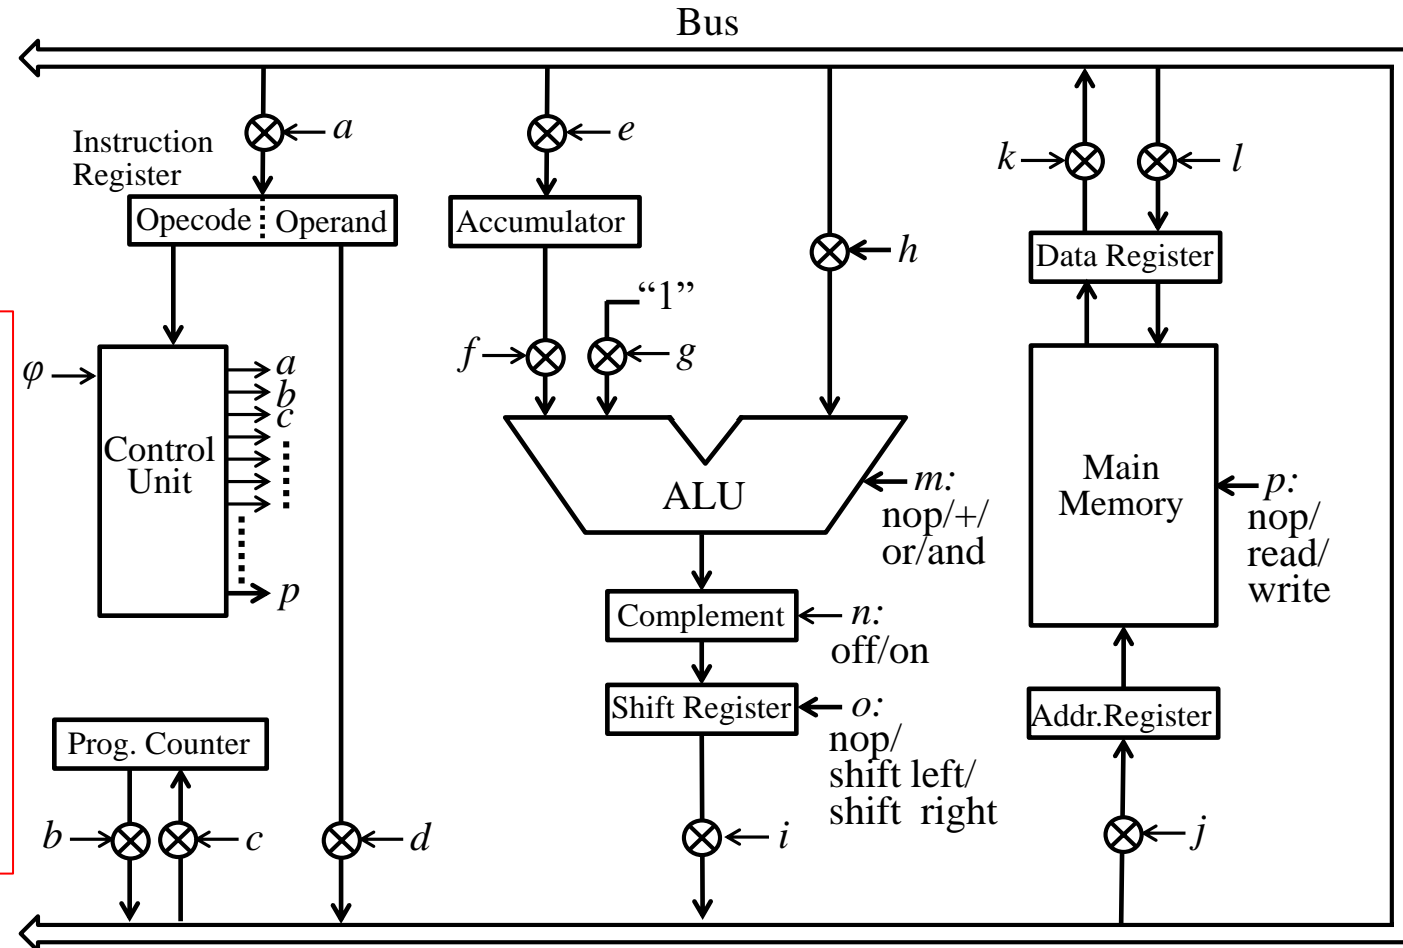 Bus
a
e
Instruction
Register
k
l
Opecode
Operand
Accumulator
h
Data Register
“1”
f
g
φ
a
b
c
Control
Unit
p
ALU
m:
nop/+/
or/and
Main
Memory
p:
nop/
read/
write
Complement
n:
off/on
Shift Register
o:
nop/
shift left/
shift right
Addr.Register
Prog. Counter
b
c
d
i
j